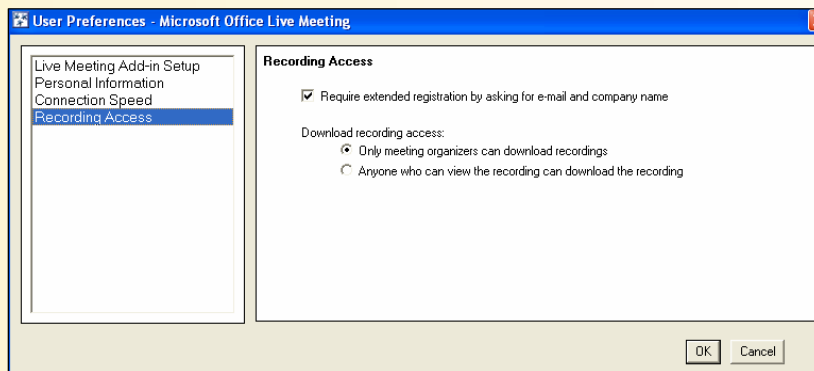 User Preferences - Microsoft Office Live Meeting
Live Meeting Add-in Setup
Personal Information
Connection Speed
Recording Access
Recording Access
Require extended registration by asking for e-mail and company name
Download recording access:
Only meeting organizers can download recordings
Anyone who can view the recording can download the recording
OK
Cancel